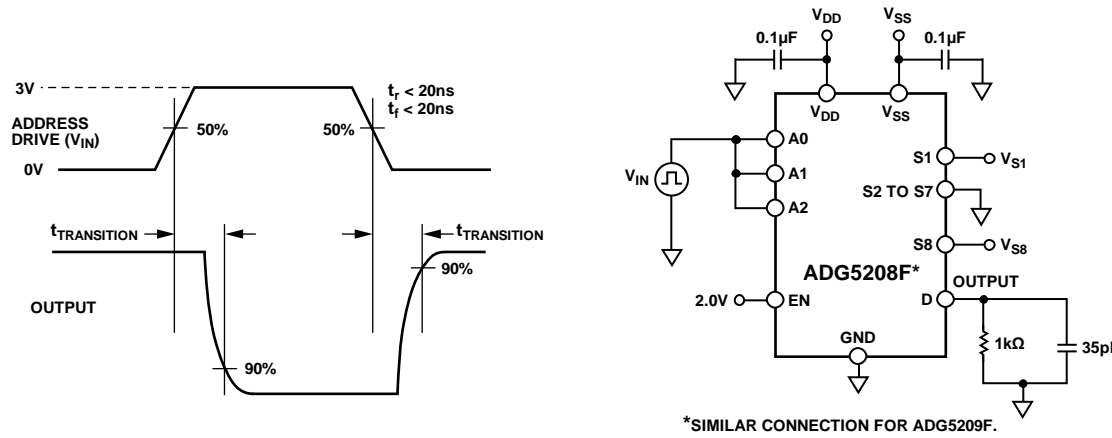 3V
ADDRESS
DRIVE (VIN)
0V
50%
50%
tr < 20ns
tf < 20ns
tTRANSITION
tTRANSITION
90%
OUTPUT
90%
VDD
VSS
0.1µF
0.1µF
VDD
VSS
A0
A1
A2
VIN
S1
VS1
S2 TO S7
S8
VS8
ADG5208F*
OUTPUT
D
2.0V
EN
GND
1kΩ
35p
*SIMILAR CONNECTION FOR ADG5209F.